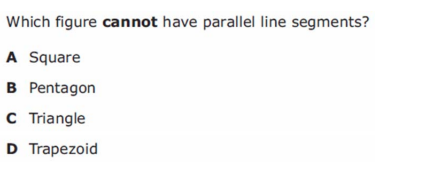 Which figure cannot have parallel line segments?
A Square
B Pentagon
C Triangle
D Trapezoid